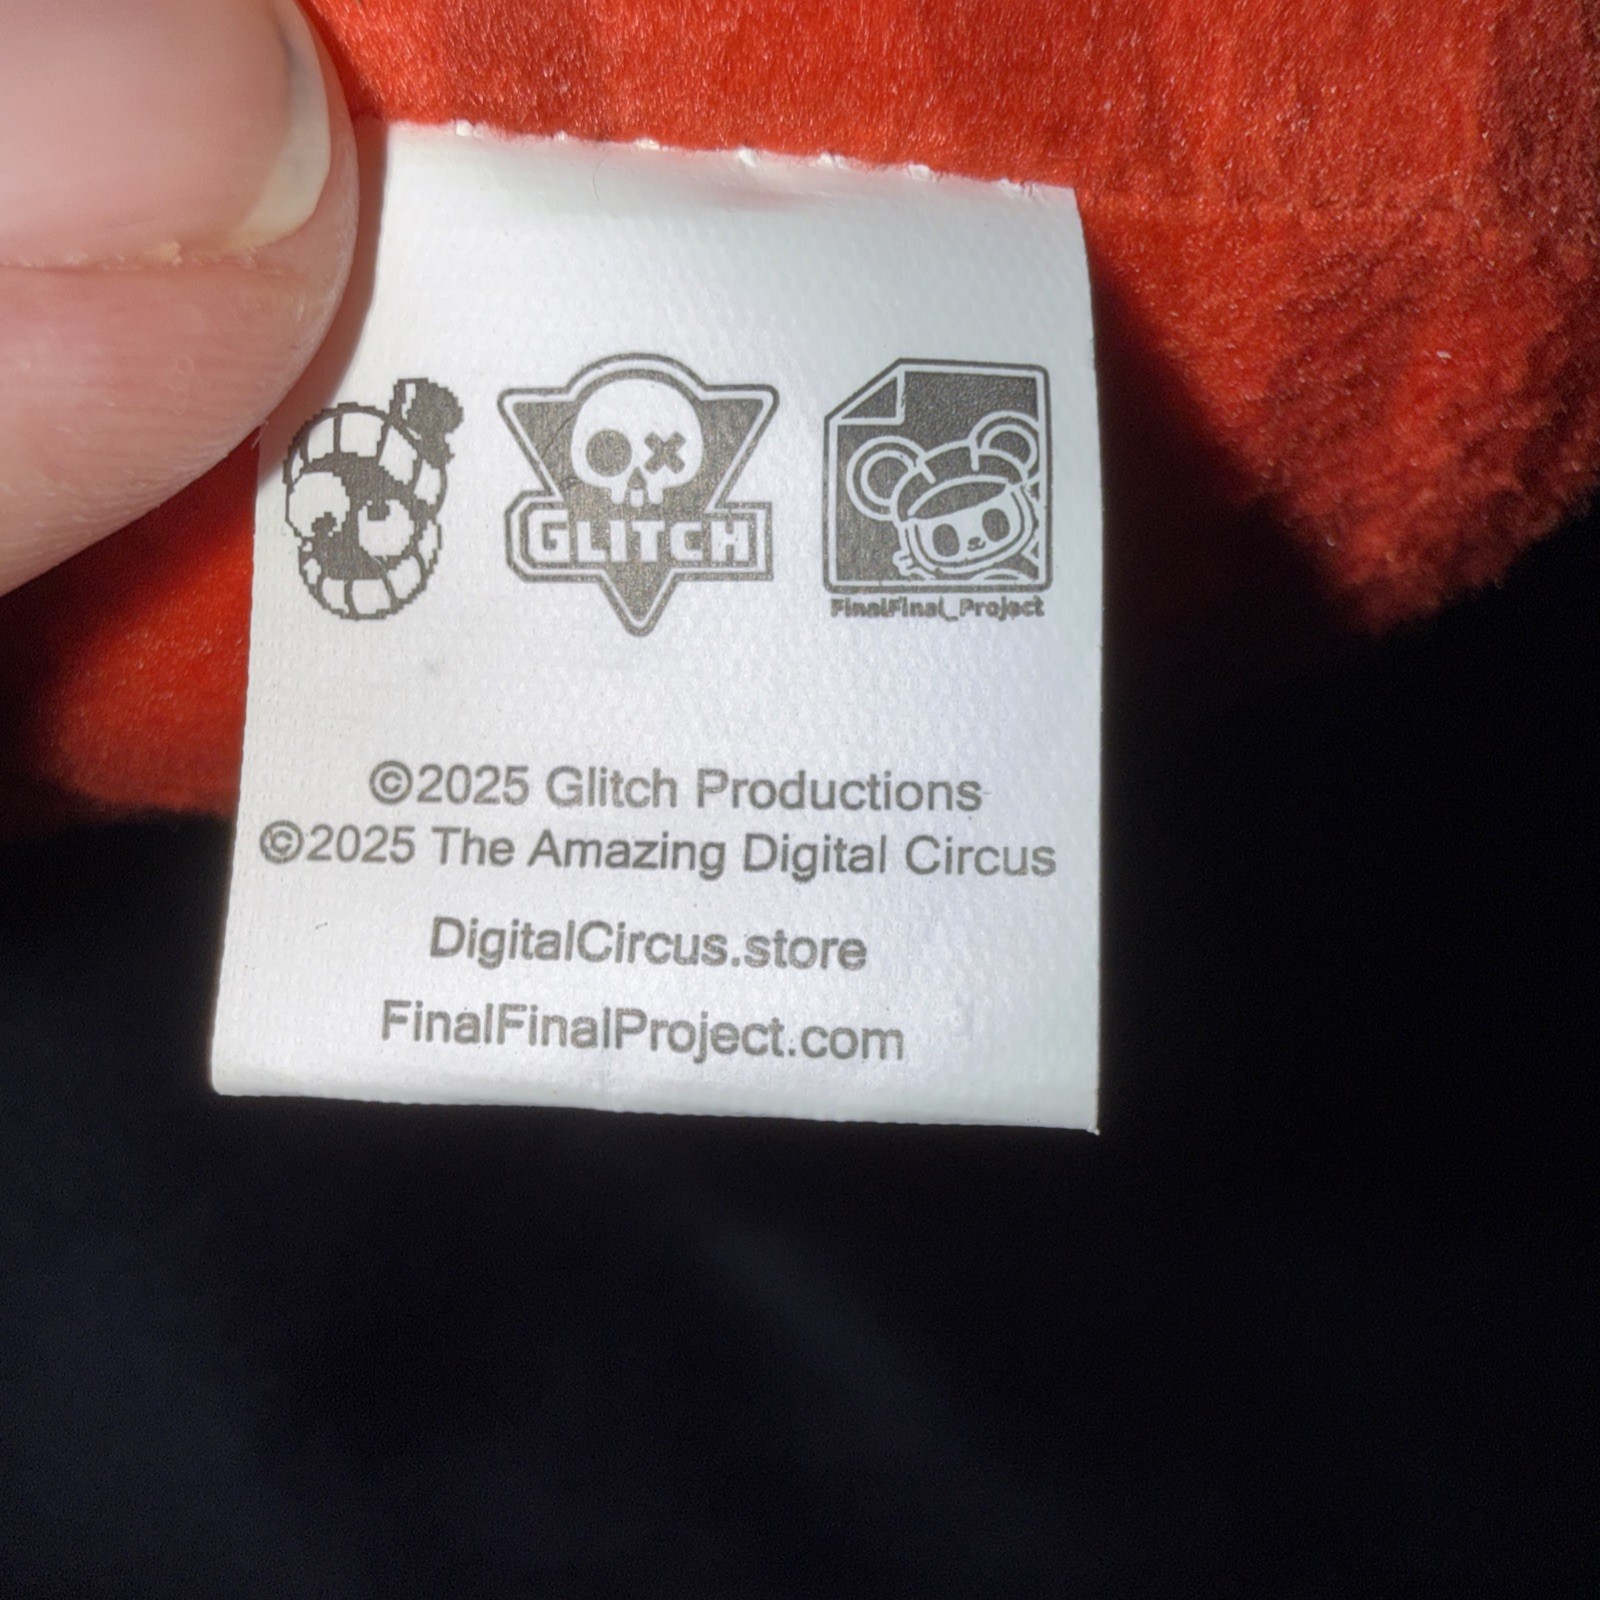 GLITCH
FinalFinal_Project
©2025 Glitch Productions
©2025 The Amazing Digital Circus
DigitalCircus.store
FinalFinalProject.com